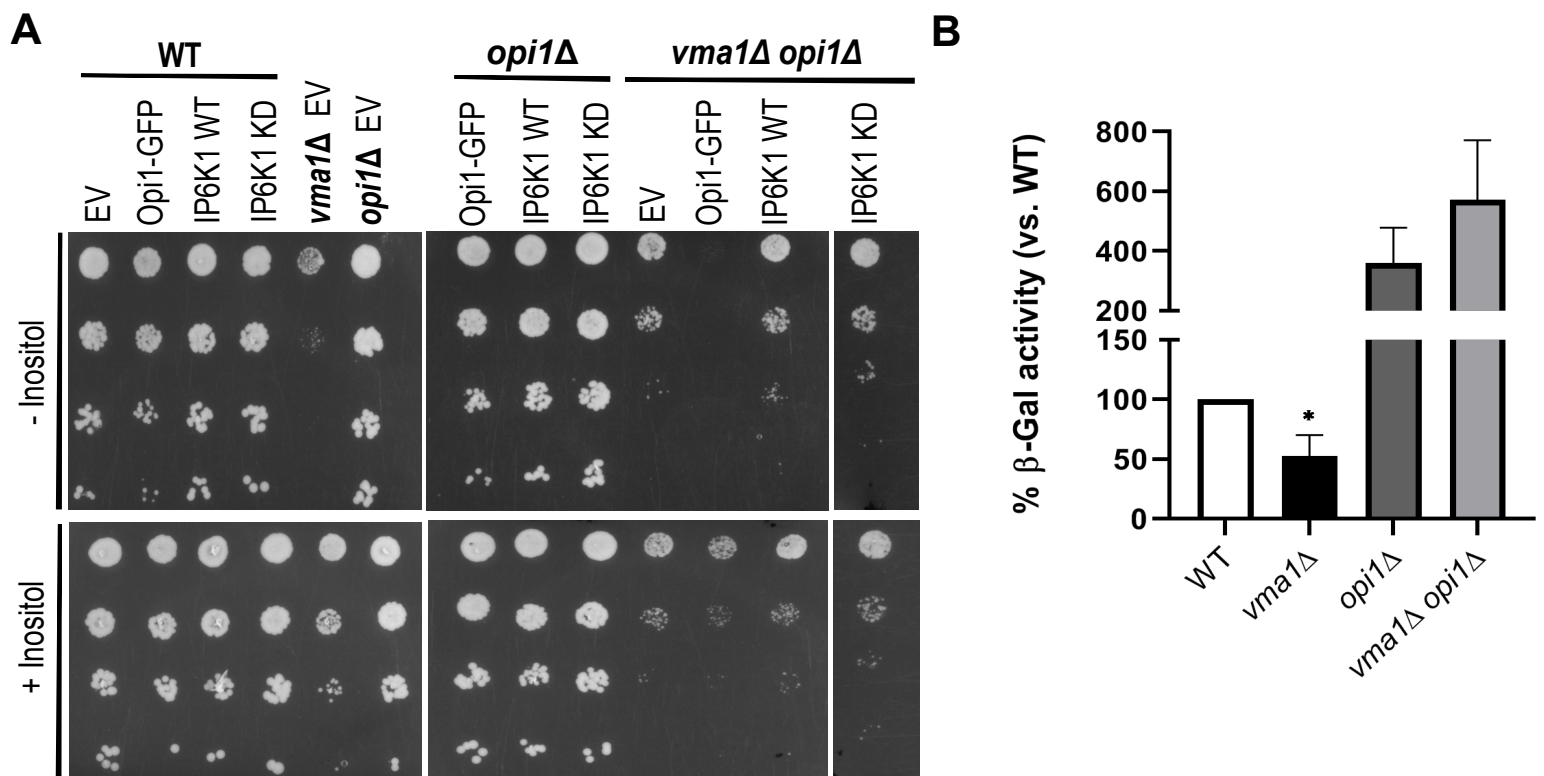 A
WT
opi1Δ
vma1Δ opi1Δ
EV
Opi1-GFP
IP6K1 WT
IP6K1 KD
vma1Δ EV
opi1Δ EV
Opi1-GFP
IP6K1 WT
IP6K1 KD
EV
Opi1-GFP
IP6K1 WT
IP6K1 KD
- Inositol
+ Inositol
B
% β-Gal activity (vs. WT)
800
600
400
200
150
100
50
0
*
WT
vma1Δ
opi1Δ
vma1Δ opi1Δ